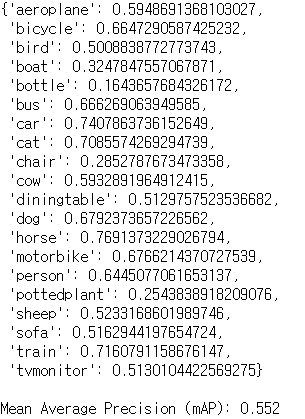 {'aeroplane': 0.5948691368103027,
'bicycle': 0.6647290587425232,
'bird': 0.5008838772773743,
'boat': 0.3247847557067871,
'bottle': 0.1643657684326172,
'bus': 0.666269063949585,
'car': 0.7407863736152649,
'cat': 0.7085574269294739,
'chair': 0.2852787673473358,
'cow': 0.5932891964912415,
'diningtable': 0.5129757523536682,
'dog': 0.6792373657226562,
'horse': 0.7691373229026794,
'motorbike': 0.6766214370727539,
'person': 0.6445077061653137,
'pottedplant': 0.2543838918209076,
'sheep': 0.5233168601989746,
'sofa': 0.5162944197654724,
'train': 0.7160791158676147,
'tvmonitor': 0.5130104422569275}
Mean Average Precision (mAP): 0.552